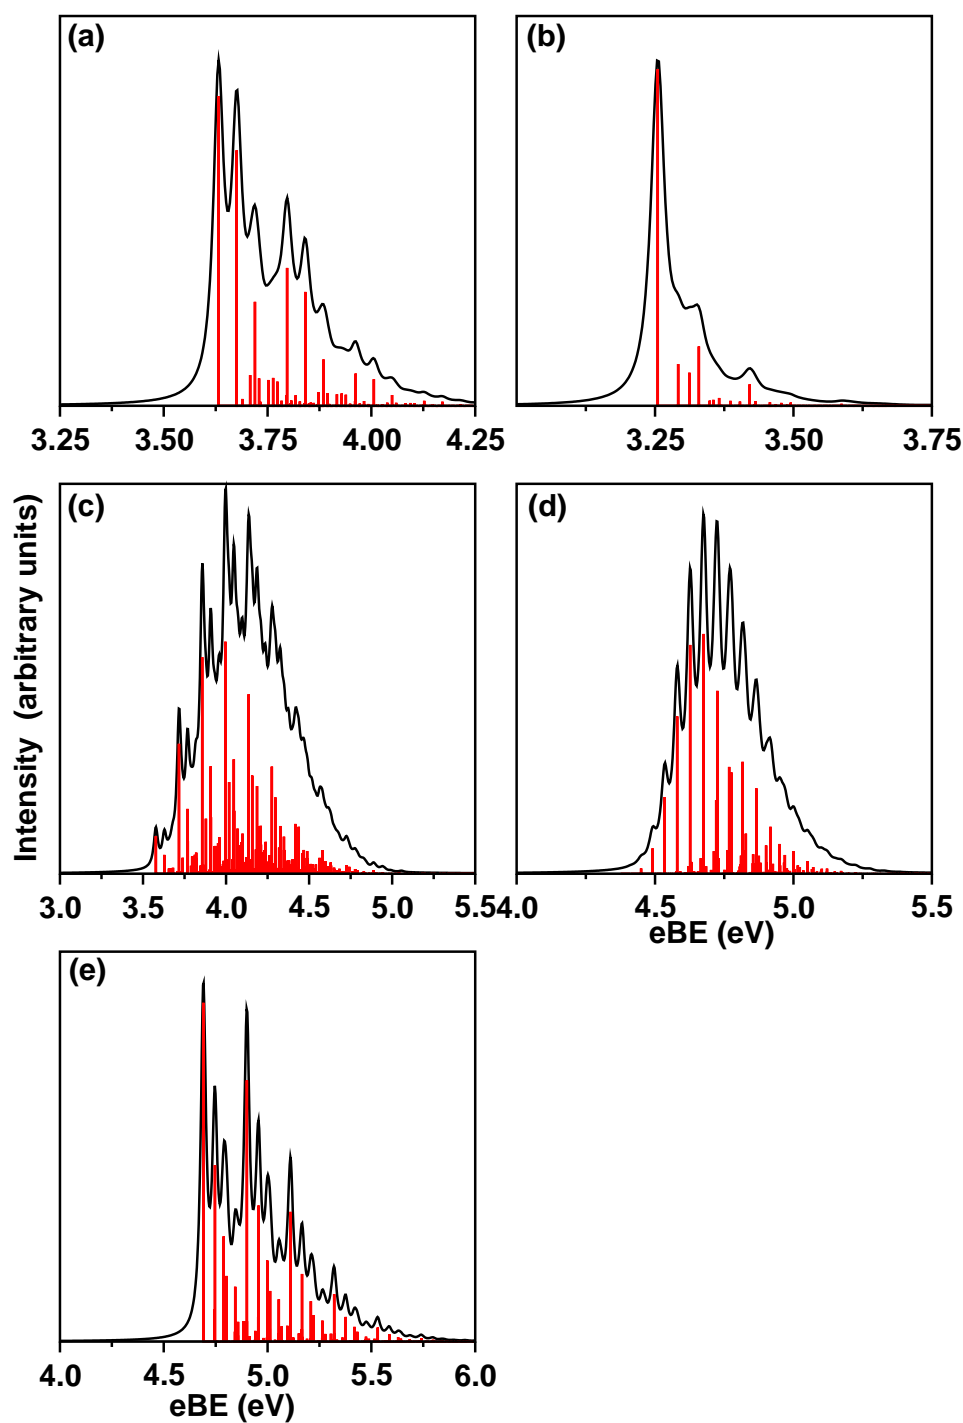 (a)
(b)
3.25 3.50 3.75 4.00 4.25
3.25 3.50 3.75
Intensity (arbitrary units)
(c)
(d)
3.0 3.5 4.0 4.5 5.0 5.5
4.0 4.5 5.0 5.5
eBE (eV)
(e)
4.0 4.5 5.0 5.5 6.0
eBE (eV)